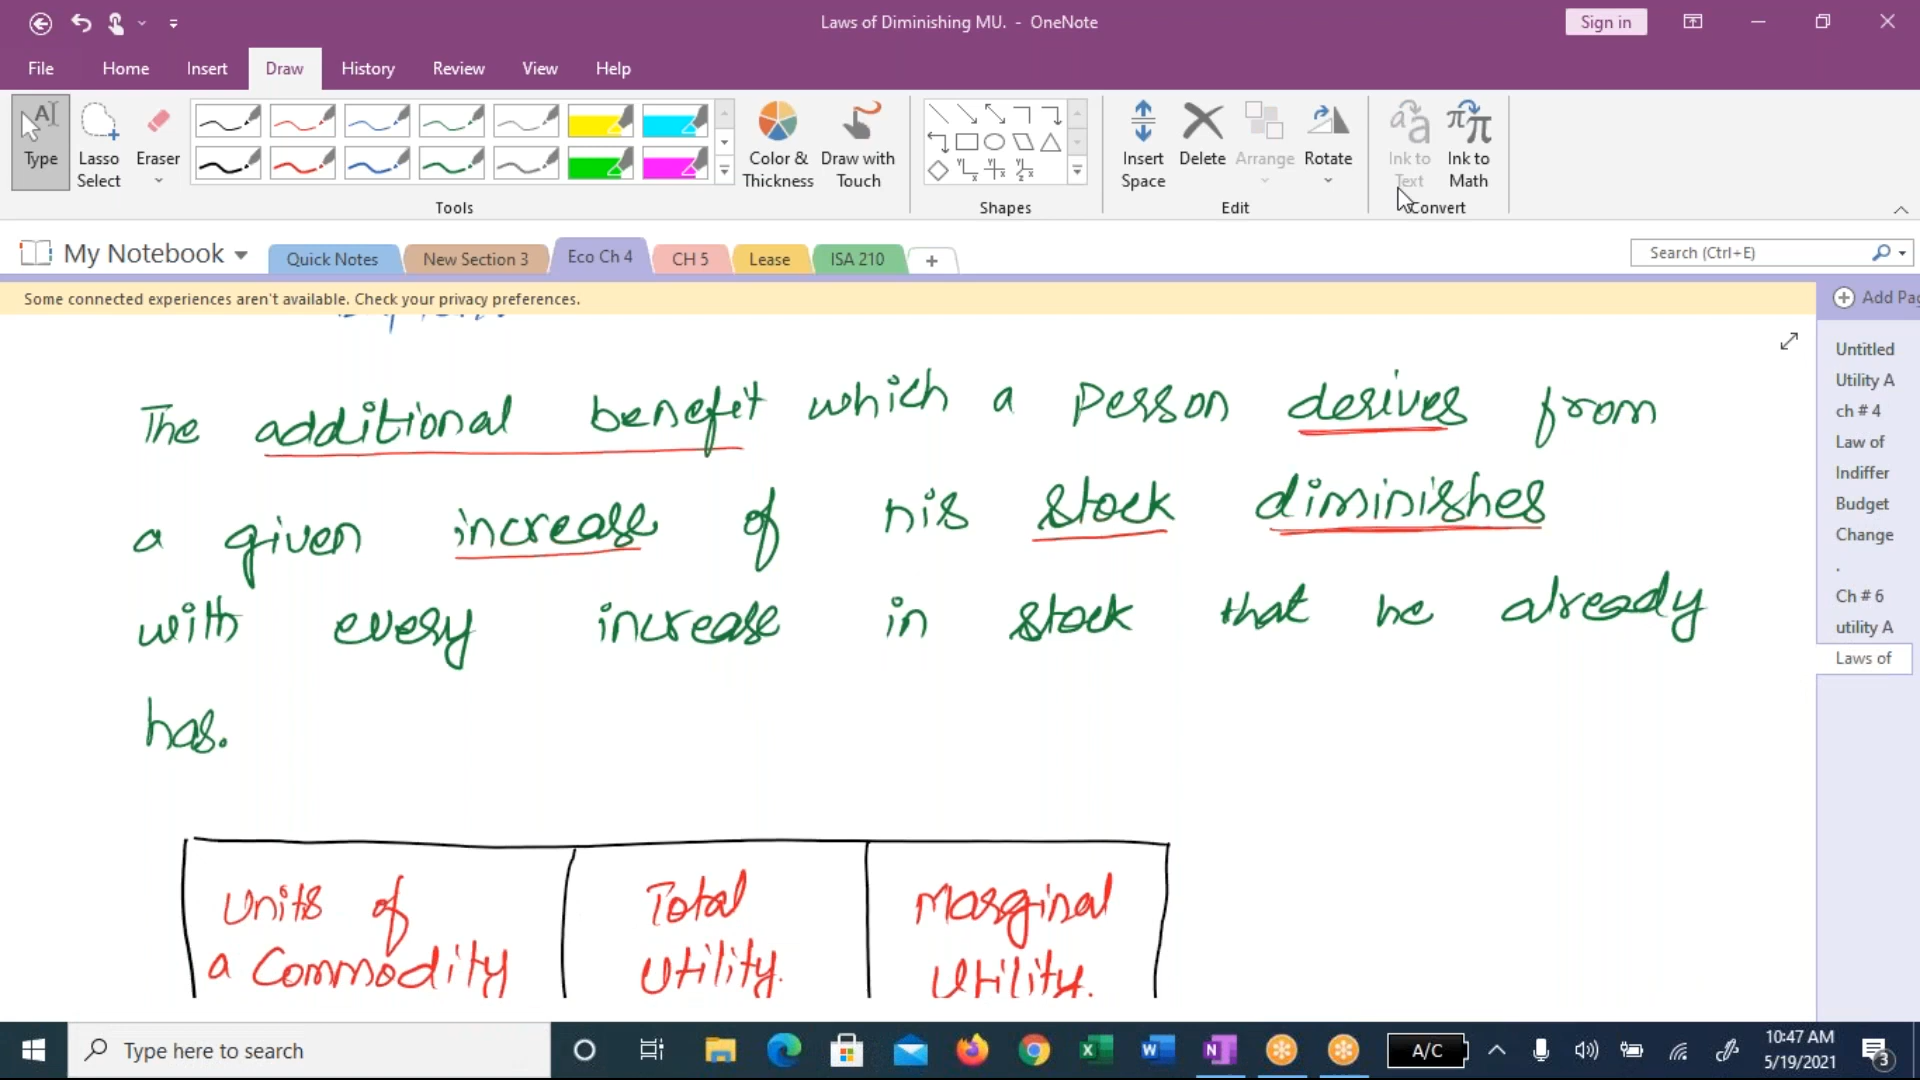 Laws of Diminishing MU. - OneNote
Sign in
File Home Insert Draw History Review View Help
Type
Lasso Select
Eraser
Color & Thickness
Draw with Touch
Insert Space
Delete
Arrange
Rotate
Ink to Text
Ink to Math
Tools Shapes Edit Convert
My Notebook Quick Notes New Section 3 Eco Ch 4 CH 5 Lease ISA 210 + Search (Ctrl+E)
Some connected experiences aren't available. Check your privacy preferences.
Add Pag
Untitled
Utility A
ch # 4
Law of
Indiffer
Budget
Change
.
Ch # 6
utility A
Laws of
The additional benefit which a Person derives from
a given increase of his stock diminishes
with every increase in stock that he already
has.
Units of
a Commodity
Total
Utility.
Marginal
Utility.
Type here to search
A/C
10:47 AM
5/19/2021
3